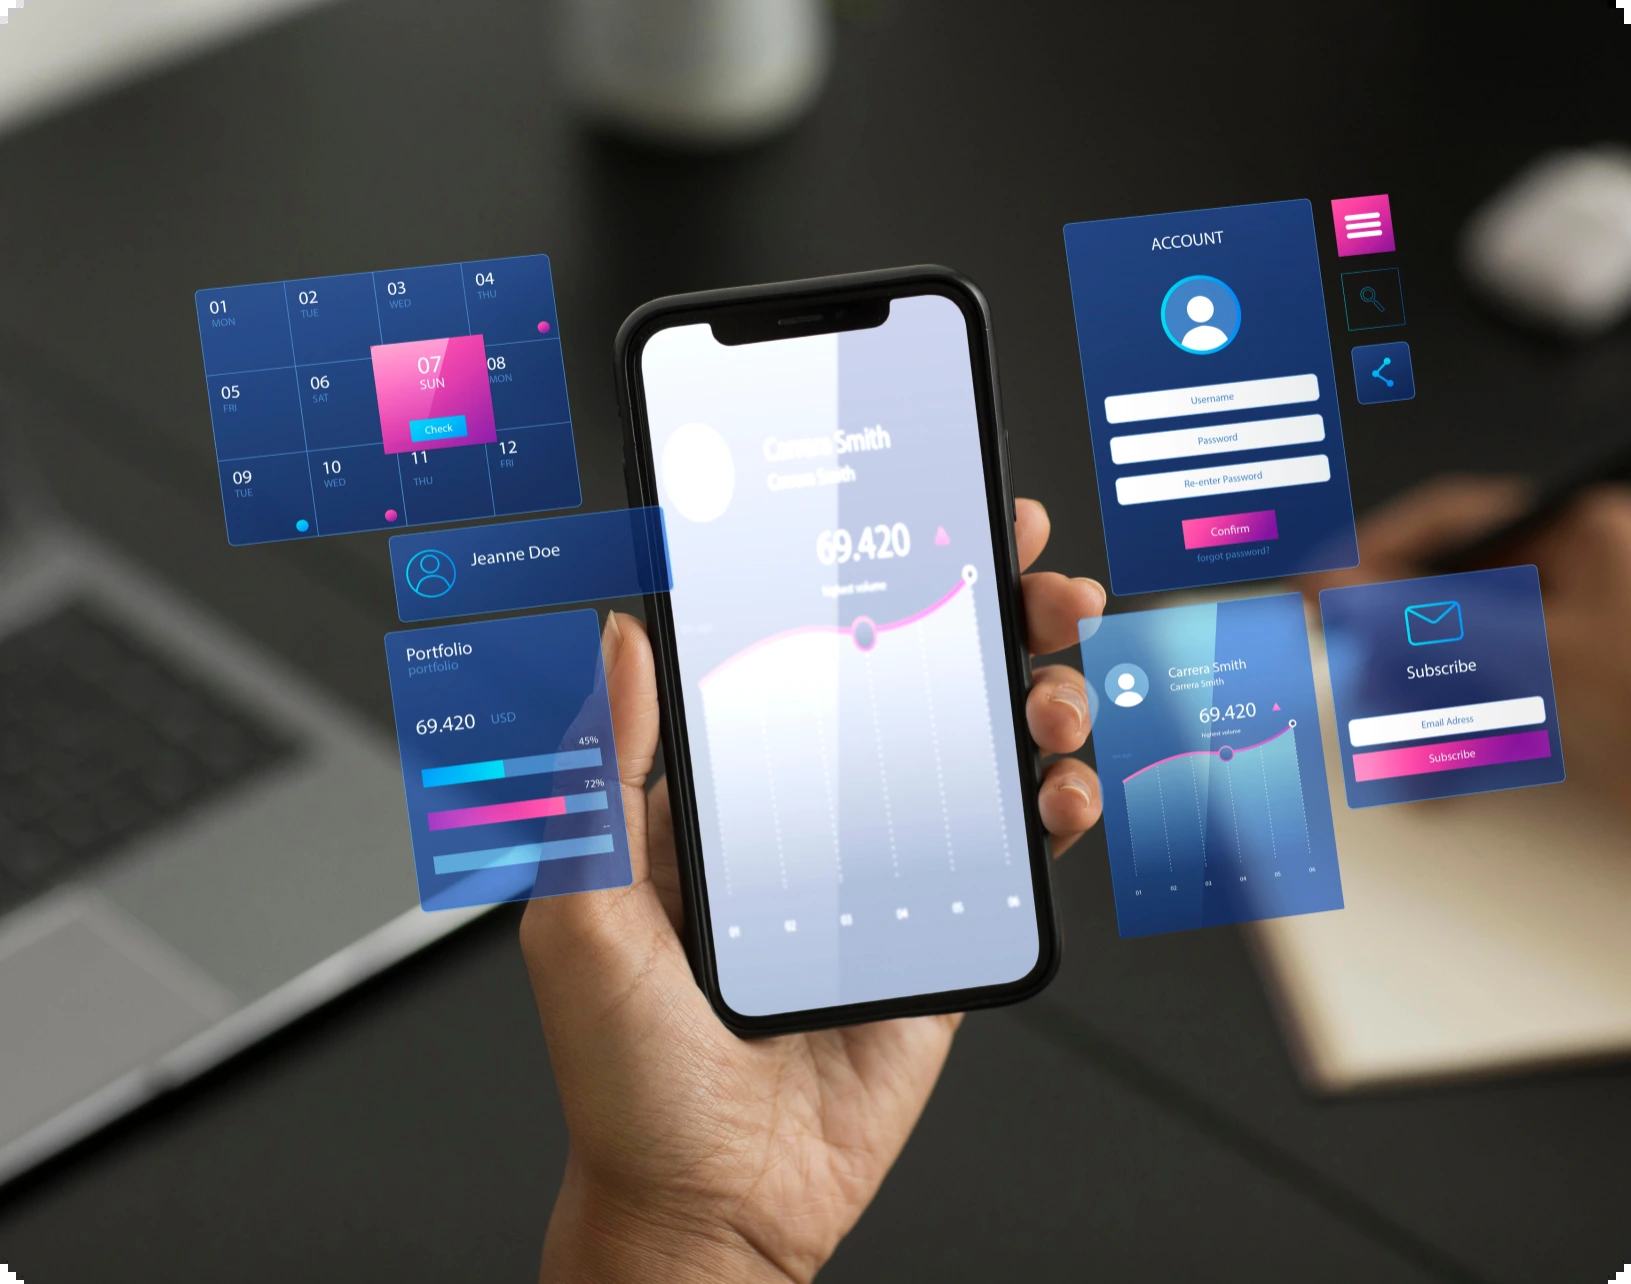 01
MON
02
TUE
03
WED
04
THU
05
FRI
06
SAT
07
SUN
Check
08
MON
09
TUE
10
WED
11
THU
12
FRI
Jeanne Doe
Portfolio
portfolio
69.420 USD
45%
72%
--
Carrera Smith
Carrera Smith
69.420
highest volume
01 02 03 04 05 06
ACCOUNT
Username
Password
Re-enter Password
Confirm
forgot password?
Carrera Smith
Carrera Smith
69.420
highest volume
01 02 03 04 05 06
Subscribe
Email Adress
Subscribe